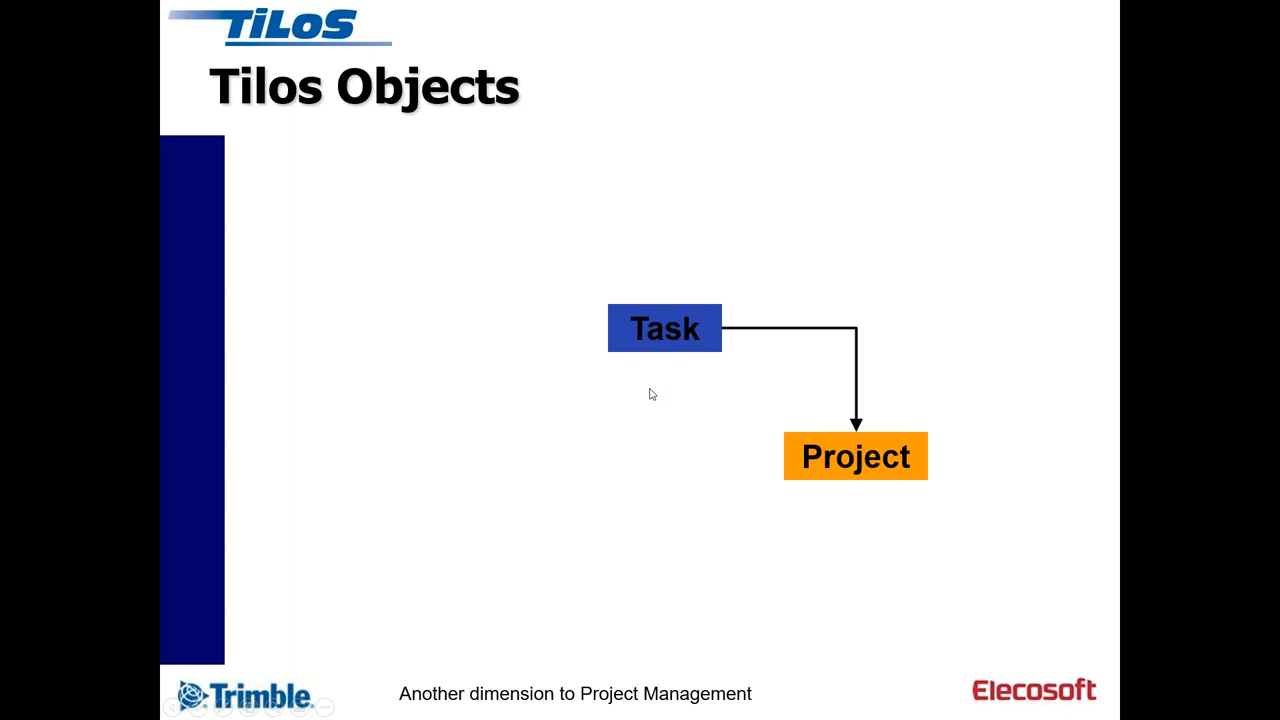 TiLOS
Tilos Objects
Task
Project
Trimble.
Another dimension to Project Management
Elecosoft